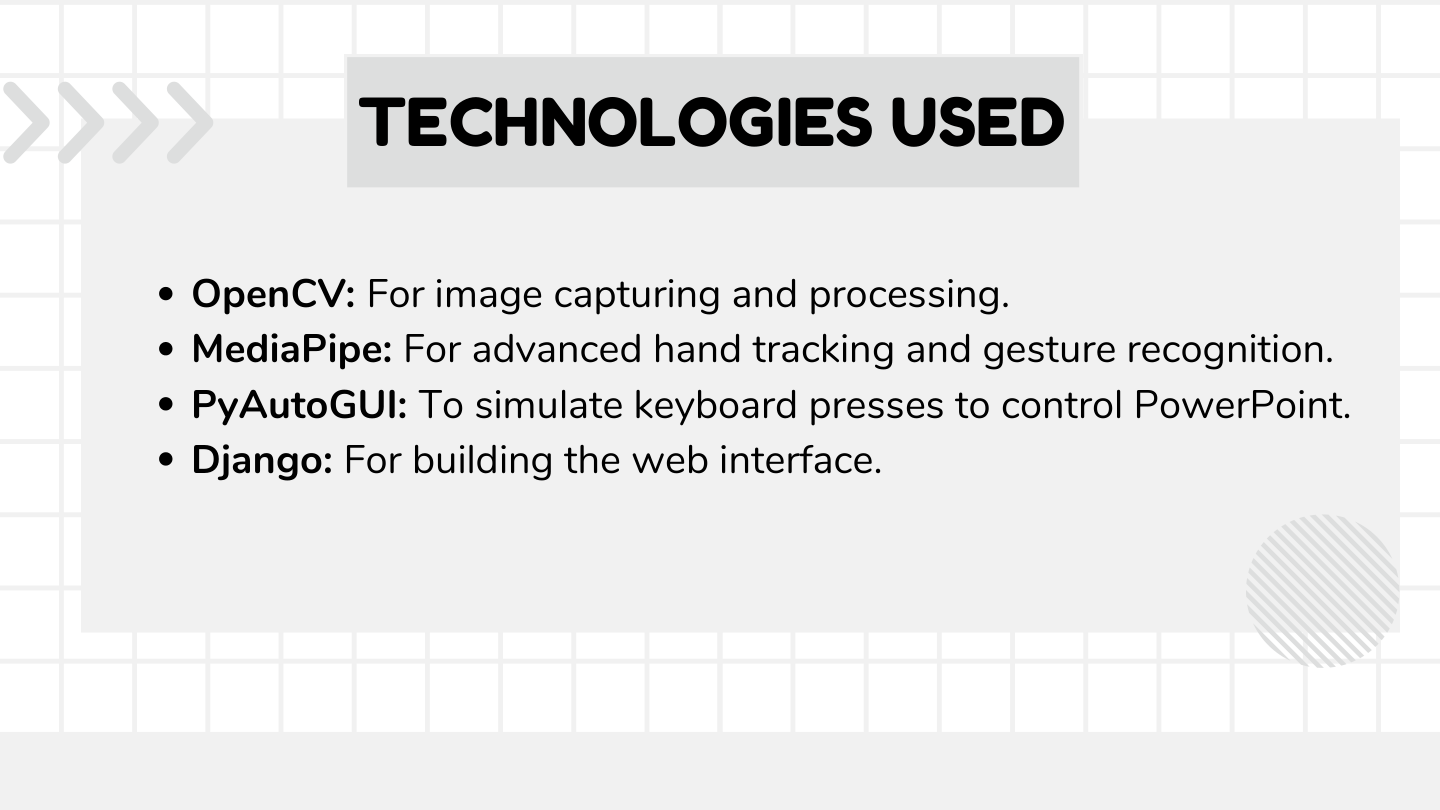 TECHNOLOGIES USED
• OpenCV: For image capturing and processing.
• MediaPipe: For advanced hand tracking and gesture recognition.
• PyAutoGUI: To simulate keyboard presses to control PowerPoint.
• Django: For building the web interface.